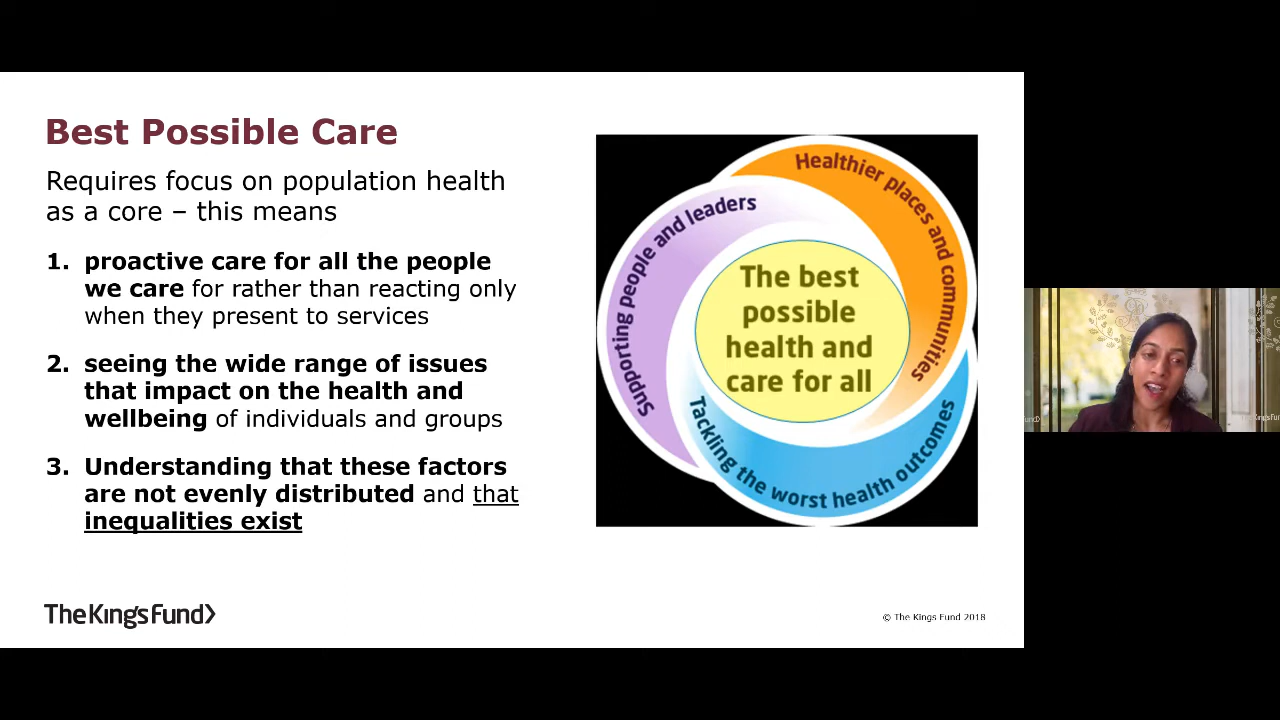 Best Possible Care
Requires focus on population health
as a core – this means
1. proactive care for all the people
we care for rather than reacting only
when they present to services
2. seeing the wide range of issues
that impact on the health and
wellbeing of individuals and groups
3. Understanding that these factors
are not evenly distributed and that
inequalities exist
Supporting people and leaders
Healthier places and communities
Tackling the worst health outcomes
The best
possible
health and
care for all
TheKing'sFund>
© The Kings Fund 2018